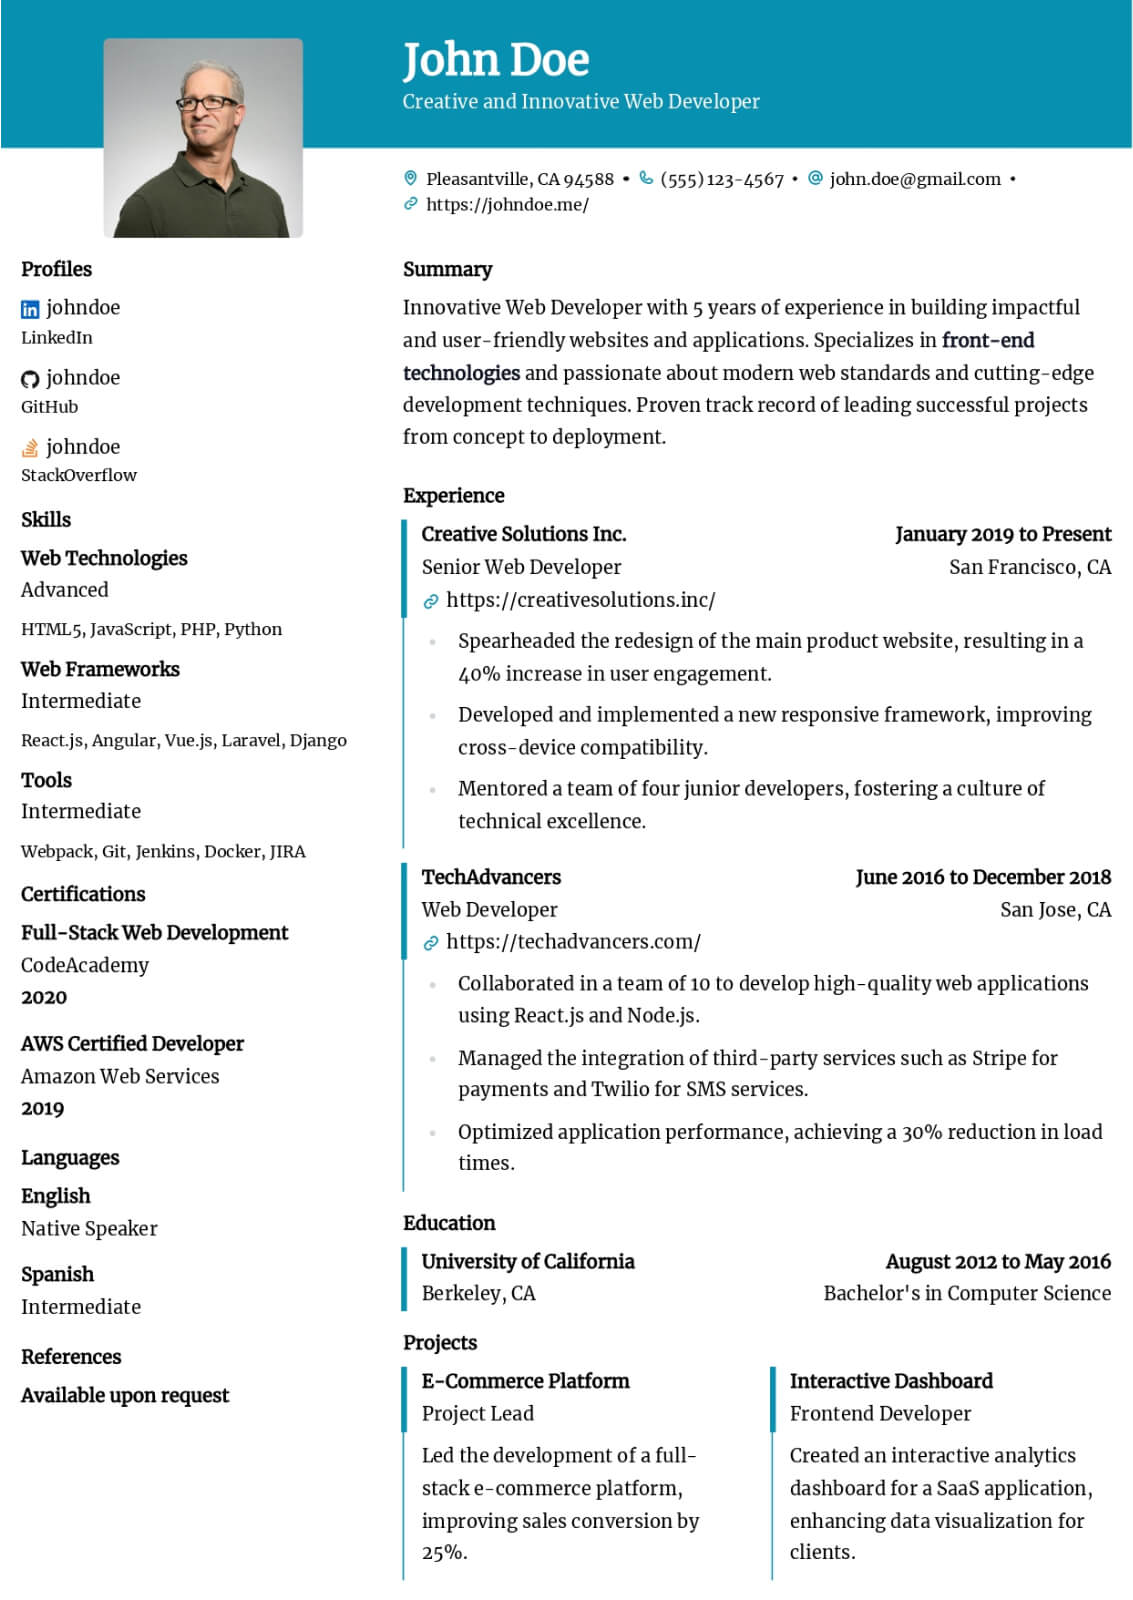 John Doe
Creative and Innovative Web Developer
Pleasantville, CA 94588 • (555) 123-4567 • john.doe@gmail.com •
https://johndoe.me/
Profiles
johndoe
LinkedIn
johndoe
GitHub
johndoe
StackOverflow
Skills
Web Technologies
Advanced
HTML5, JavaScript, PHP, Python
Web Frameworks
Intermediate
React.js, Angular, Vue.js, Laravel, Django
Tools
Intermediate
Webpack, Git, Jenkins, Docker, JIRA
Certifications
Full-Stack Web Development
CodeAcademy
2020
AWS Certified Developer
Amazon Web Services
2019
Languages
English
Native Speaker
Spanish
Intermediate
References
Available upon request
Summary
Innovative Web Developer with 5 years of experience in building impactful
and user-friendly websites and applications. Specializes in front-end
technologies and passionate about modern web standards and cutting-edge
development techniques. Proven track record of leading successful projects
from concept to deployment.
Experience
Creative Solutions Inc. January 2019 to Present
Senior Web Developer San Francisco, CA
https://creativesolutions.inc/
• Spearheaded the redesign of the main product website, resulting in a
40% increase in user engagement.
• Developed and implemented a new responsive framework, improving
cross-device compatibility.
• Mentored a team of four junior developers, fostering a culture of
technical excellence.
TechAdvancers June 2016 to December 2018
Web Developer San Jose, CA
https://techadvancers.com/
• Collaborated in a team of 10 to develop high-quality web applications
using React.js and Node.js.
• Managed the integration of third-party services such as Stripe for
payments and Twilio for SMS services.
• Optimized application performance, achieving a 30% reduction in load
times.
Education
University of California August 2012 to May 2016
Berkeley, CA Bachelor's in Computer Science
Projects
E-Commerce Platform
Project Lead
Led the development of a full-
stack e-commerce platform,
improving sales conversion by
25%.
Interactive Dashboard
Frontend Developer
Created an interactive analytics
dashboard for a SaaS application,
enhancing data visualization for
clients.